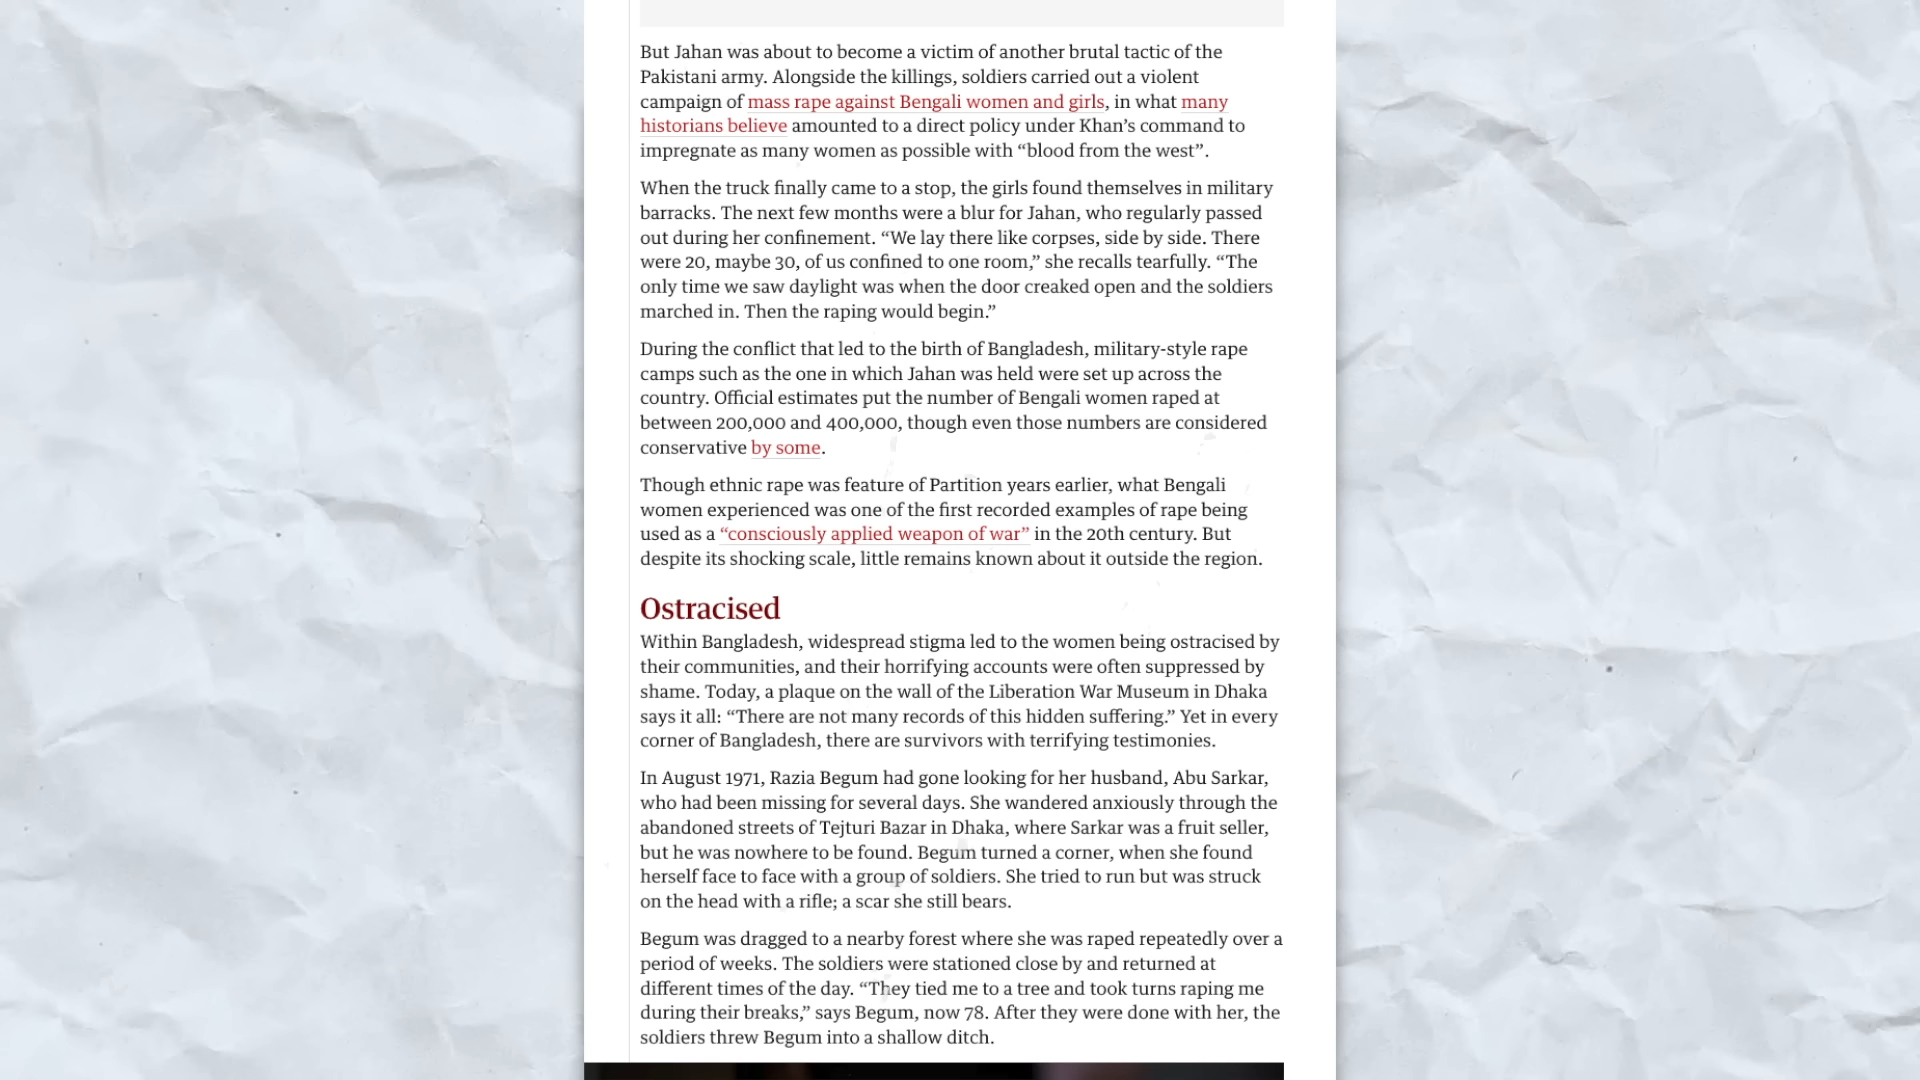 But Jahan was about to become a victim of another brutal tactic of the
Pakistani army. Alongside the killings, soldiers carried out a violent
campaign of mass rape against Bengali women and girls, in what many
historians believe amounted to a direct policy under Khan’s command to
impregnate as many women as possible with “blood from the west”.
When the truck finally came to a stop, the girls found themselves in military
barracks. The next few months were a blur for Jahan, who regularly passed
out during her confinement. “We lay there like corpses, side by side. There
were 20, maybe 30, of us confined to one room,” she recalls tearfully. “The
only time we saw daylight was when the door creaked open and the soldiers
marched in. Then the raping would begin.”
During the conflict that led to the birth of Bangladesh, military-style rape
camps such as the one in which Jahan was held were set up across the
country. Official estimates put the number of Bengali women raped at
between 200,000 and 400,000, though even those numbers are considered
conservative by some.
Though ethnic rape was feature of Partition years earlier, what Bengali
women experienced was one of the first recorded examples of rape being
used as a “consciously applied weapon of war” in the 20th century. But
despite its shocking scale, little remains known about it outside the region.
Ostracised
Within Bangladesh, widespread stigma led to the women being ostracised by
their communities, and their horrifying accounts were often suppressed by
shame. Today, a plaque on the wall of the Liberation War Museum in Dhaka
says it all: “There are not many records of this hidden suffering.” Yet in every
corner of Bangladesh, there are survivors with terrifying testimonies.
In August 1971, Razia Begum had gone looking for her husband, Abu Sarkar,
who had been missing for several days. She wandered anxiously through the
abandoned streets of Tejturi Bazar in Dhaka, where Sarkar was a fruit seller,
but he was nowhere to be found. Begum turned a corner, when she found
herself face to face with a group of soldiers. She tried to run but was struck
on the head with a rifle; a scar she still bears.
Begum was dragged to a nearby forest where she was raped repeatedly over a
period of weeks. The soldiers were stationed close by and returned at
different times of the day. “They tied me to a tree and took turns raping me
during their breaks,” says Begum, now 78. After they were done with her, the
soldiers threw Begum into a shallow ditch.